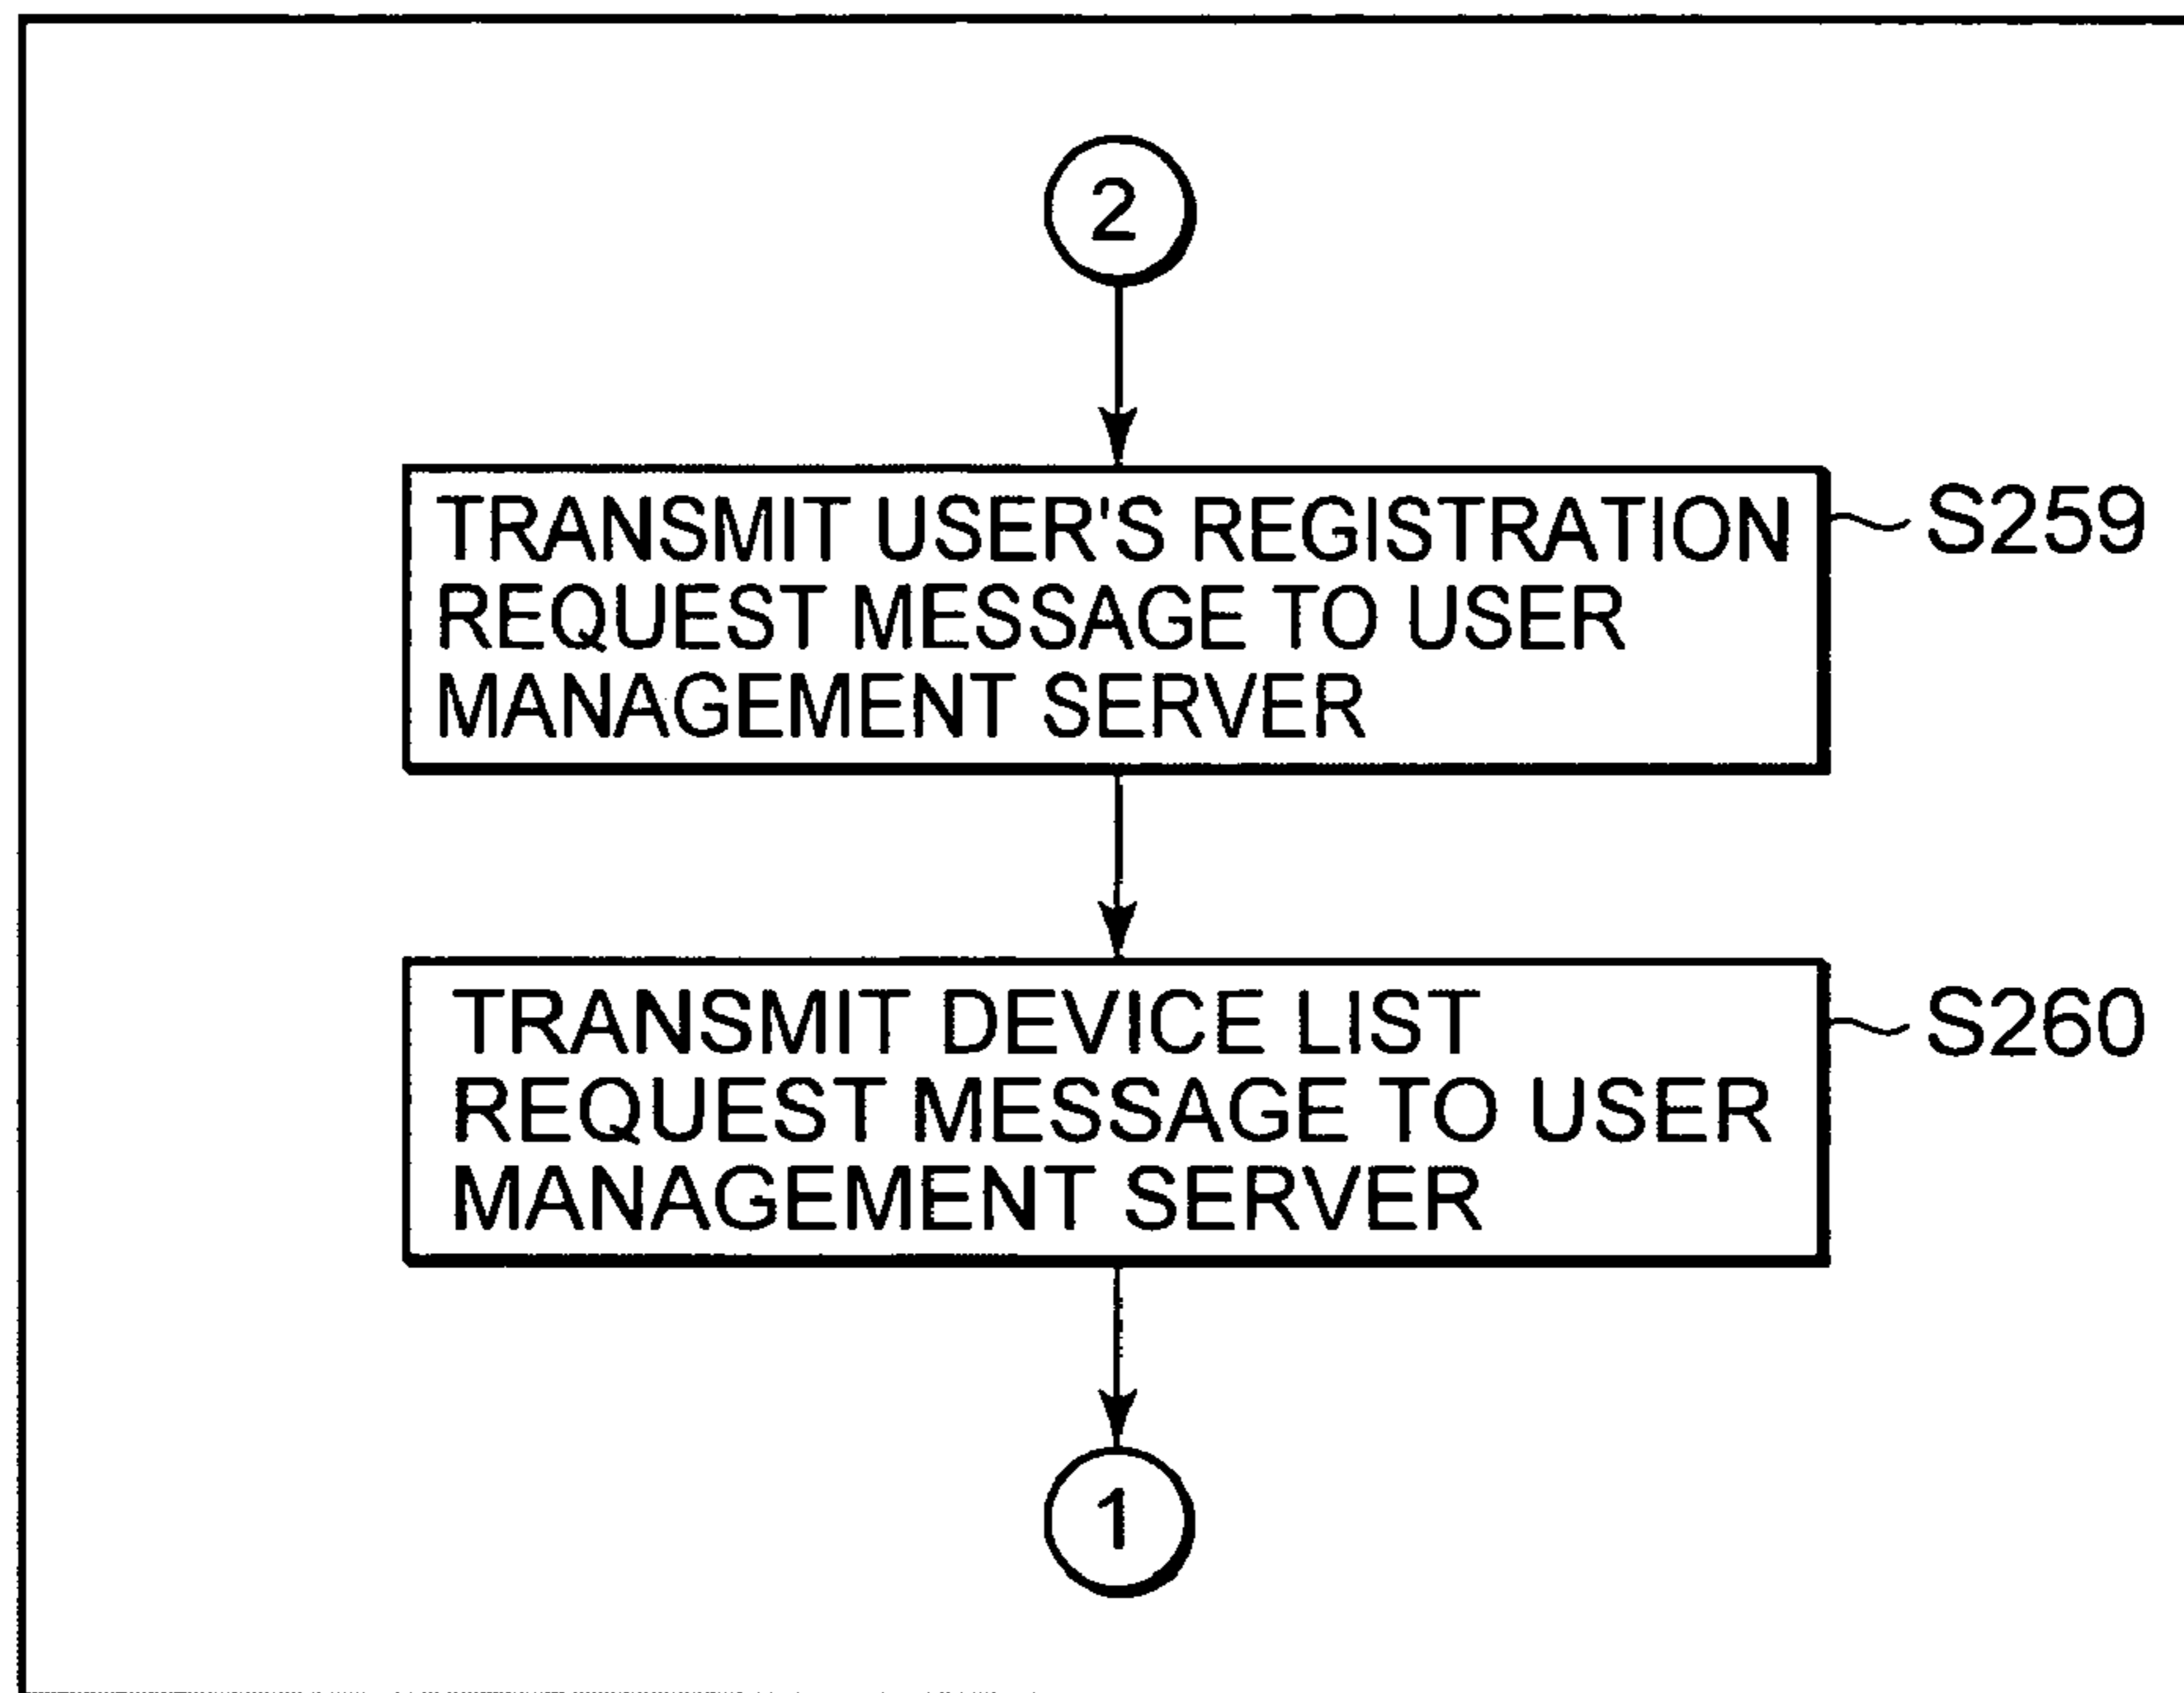 2
TRANSMIT USER'S REGISTRATION
REQUEST MESSAGE TO USER
MANAGEMENT SERVER
S259
TRANSMIT DEVICE LIST
REQUEST MESSAGE TO USER
MANAGEMENT SERVER
S260
1